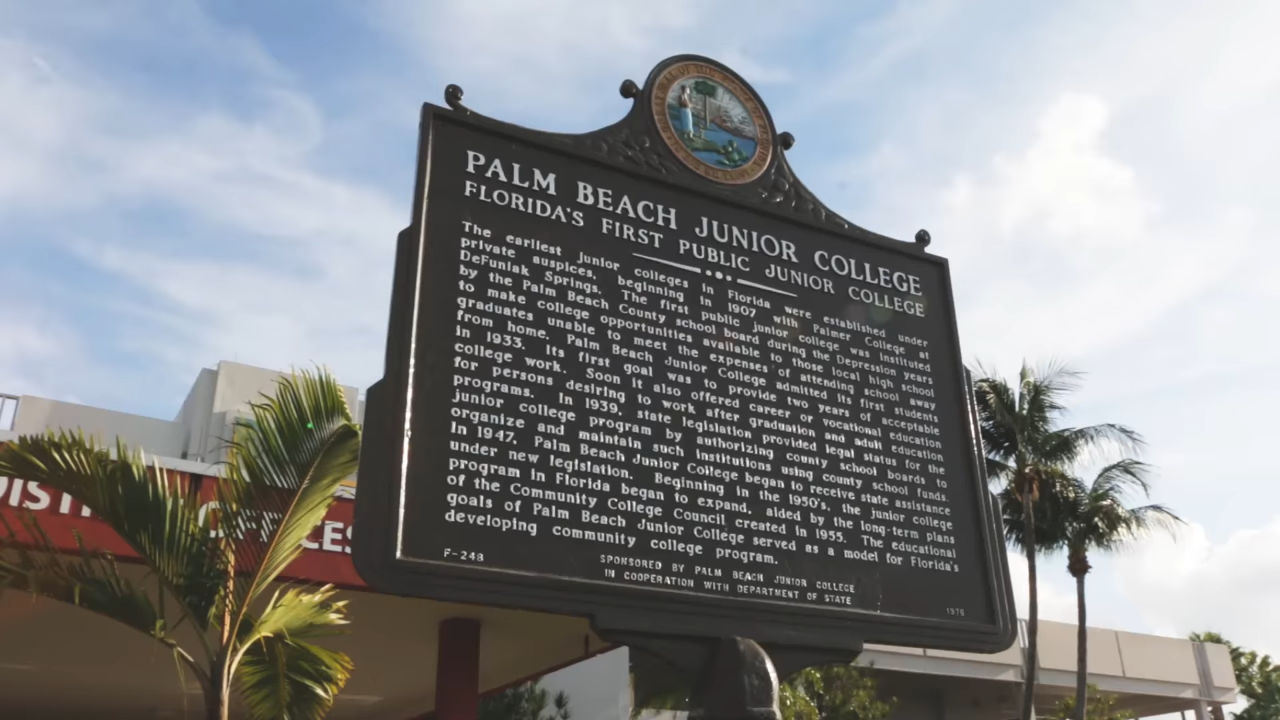 PALM BEACH JUNIOR COLLEGE
FLORIDA'S FIRST PUBLIC JUNIOR COLLEGE
The earliest junior colleges in Florida were established under
private auspices, beginning in 1907 with Palmer College at
DeFuniak Springs. The first public junior college was instituted
by the Palm Beach County school board during the Depression years
to make college opportunities available to those local high school
graduates unable to meet the expenses of attending school away
from home. Palm Beach Junior College admitted its first students
in 1933. Its first goal was to provide two years of acceptable
college work. Soon it also offered career or vocational education
for persons desiring to work after graduation and adult education
programs. In 1939, state legislation provided legal status for the
junior college program by authorizing county school boards to
organize and maintain such institutions using county school funds.
In 1947, Palm Beach Junior College began to receive state assistance
under new legislation. Beginning in the 1950's, the junior college
program in Florida began to expand, aided by the long-term plans
of the Community College Council created in 1955. The educational
goals of Palm Beach Junior College served as a model for Florida's
developing community college program.
F-248
SPONSORED BY PALM BEACH JUNIOR COLLEGE
IN COOPERATION WITH DEPARTMENT OF STATE
1976